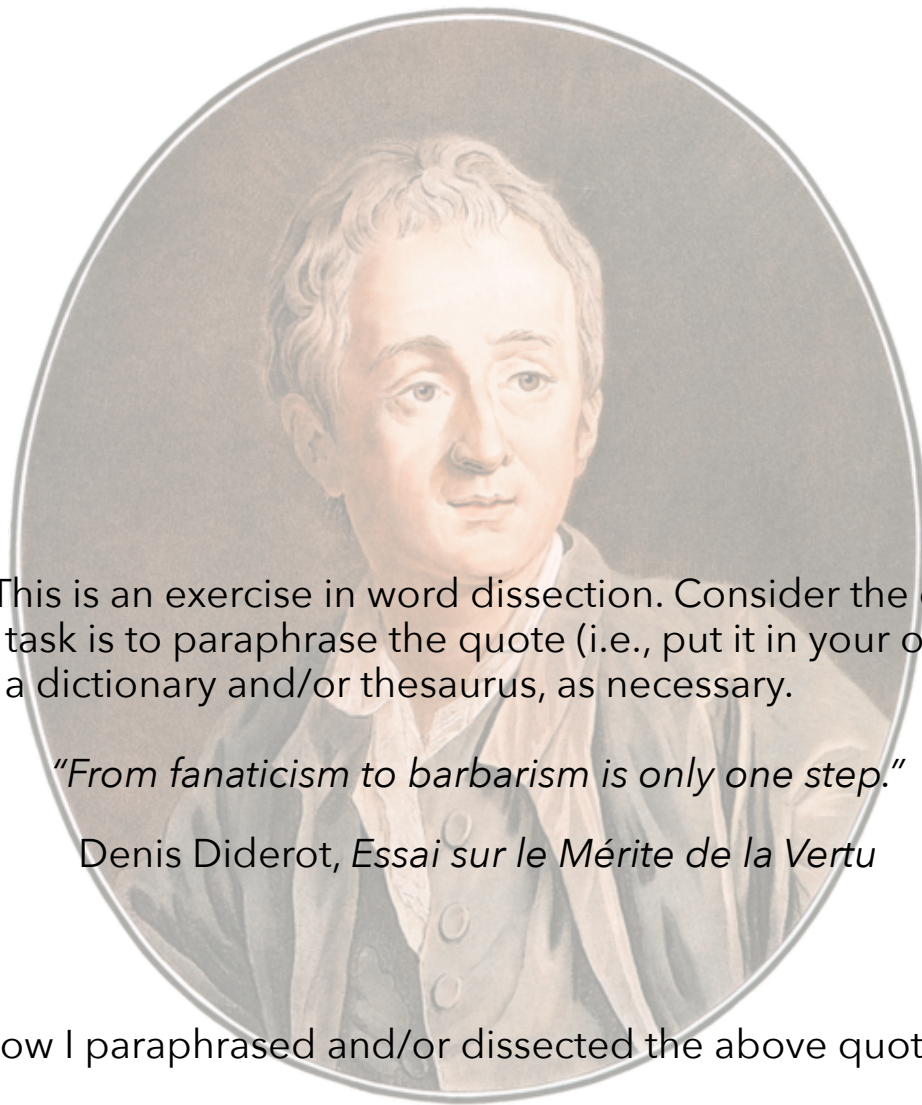 This is an exercise in word dissection. Consider the
task is to paraphrase the quote (i.e., put it in your
a dictionary and/or thesaurus, as necessary.
“From fanaticism to barbarism is only one step.”
Denis Diderot, Essai sur le Mérite de la Vertu
I paraphrased and/or dissected the above